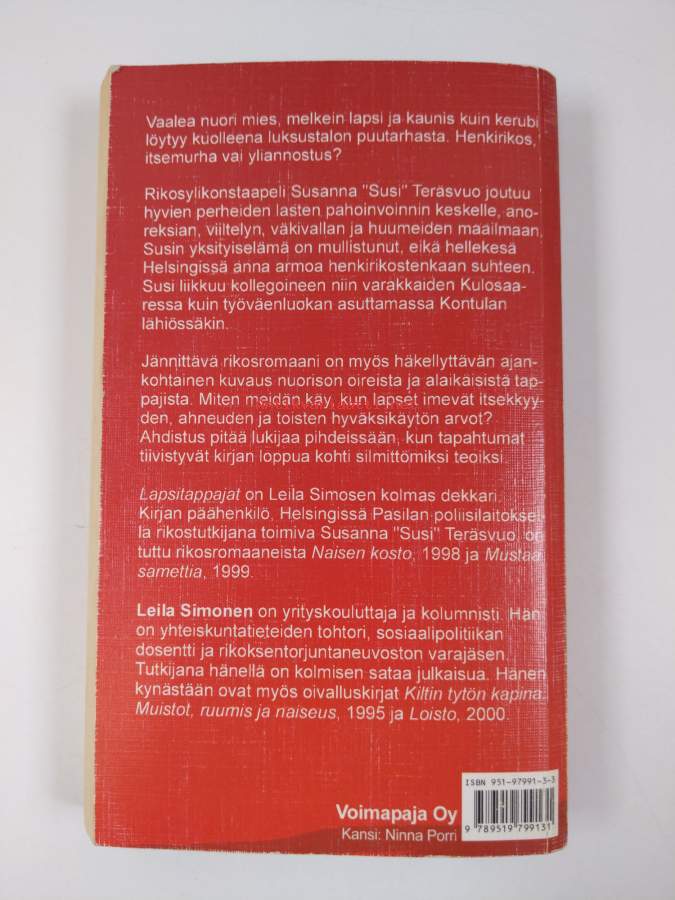 Vaalea nuori mies, melkein lapsi ja kaunis kuin kerubi
löytyy kuolleena luksustalon puutarhasta. Henkirikos,
itsemurha vai yliannostus?
Rikosylikonstaapeli Susanna "Susi" Teräsvuo joutuu
hyvien perheiden lasten pahoinvoinnin keskelle, ano-
reksian, viiltelyn, väkivallan ja huumeiden maailmaan.
Susin yksityiselämä on mullistunut, eikä hellekesä
Helsingissä anna armoa henkirikostenkaan suhteen.
Susi liikkuu kollegoineen niin varakkaiden Kulosaa-
ressa kuin työväenluokan asuttamassa Kontulan
lähiössäkin.
Jännittävä rikosromaani on myös häkellyttävän ajan-
kohtainen kuvaus nuorison oireista ja alaikäisistä tap-
pajista. Miten meidän käy, kun lapset imevät itsekkyy-
den, ahneuden ja toisten hyväksikäytön arvot?
Ahdistus pitää lukijaa pihdeissään, kun tapahtumat
tiivistyvät kirjan loppua kohti silmittömiksi teoiksi.
Lapsitappajat on Leila Simosen kolmas dekkari.
Kirjan päähenkilö, Helsingissä Pasilan poliisilaitoksel-
la rikostutkijana toimiva Susanna "Susi" Teräsvuo, on
tuttu rikosromaaneista Naisen kosto, 1998 ja Mustaa
samettia, 1999.
Leila Simonen on yrityskouluttaja ja kolumnisti. Hän
on yhteiskuntatieteiden tohtori, sosiaalipolitiikan
dosentti ja rikoksentorjuntaneuvoston varajäsen.
Tutkijana hänellä on kolmisen sataa julkaisua. Hänen
kynästään ovat myös oivalluskirjat Kiltin tytön kapina.
Muistot, ruumis ja naiseus, 1995 ja Loisto, 2000.
ISBN 951-97991-3-3
9 789519 799131
Voimapaja Oy
Kansi: Ninna Porri